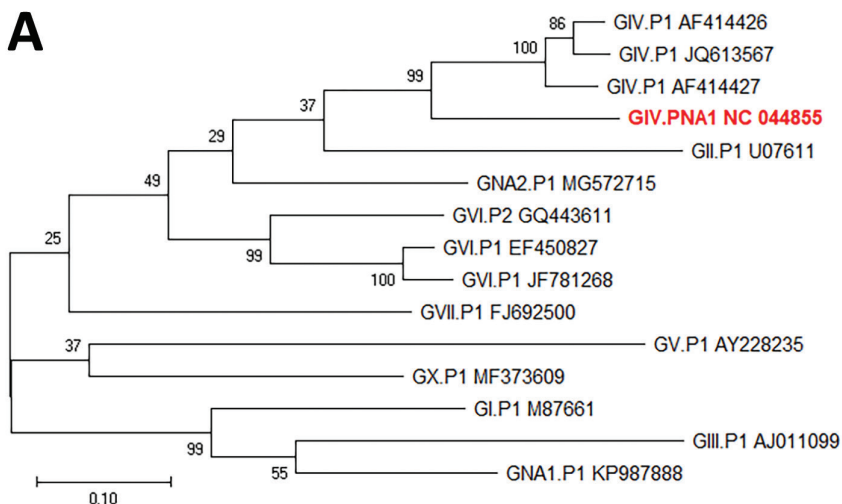 A
86
GIV.P1 AF414426
100
GIV.P1 JQ613567
99
GIV.P1 AF414427
37
GIV.PNA1 NC 044855
29
GII.P1 U07611
49
GNA2.P1 MG572715
GVI.P2 GQ443611
25
99
GVI.P1 EF450827
100
GVI.P1 JF781268
GVII.P1 FJ692500
37
GV.P1 AY228235
GX.P1 MF373609
GI.P1 M87661
99
GIII.P1 AJ011099
55
GNA1.P1 KP987888
0.10